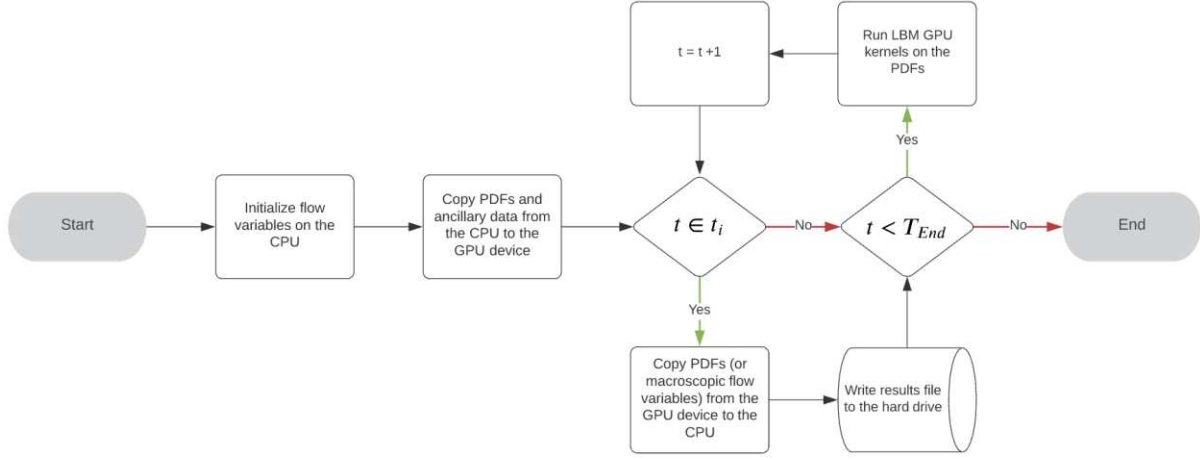 t = t +1
Run LBM GPU
kernels on the
PDFs
Yes
Start
Initialize flow
variables on the
CPU
Copy PDFs and
ancillary data from
the CPU to the
GPU device
t ∈ tᵢ
No
t < T_End
No
End
Yes
Copy PDFs (or
macroscopic flow
variables) from the
GPU device to the
CPU
Write results file
to the hard drive